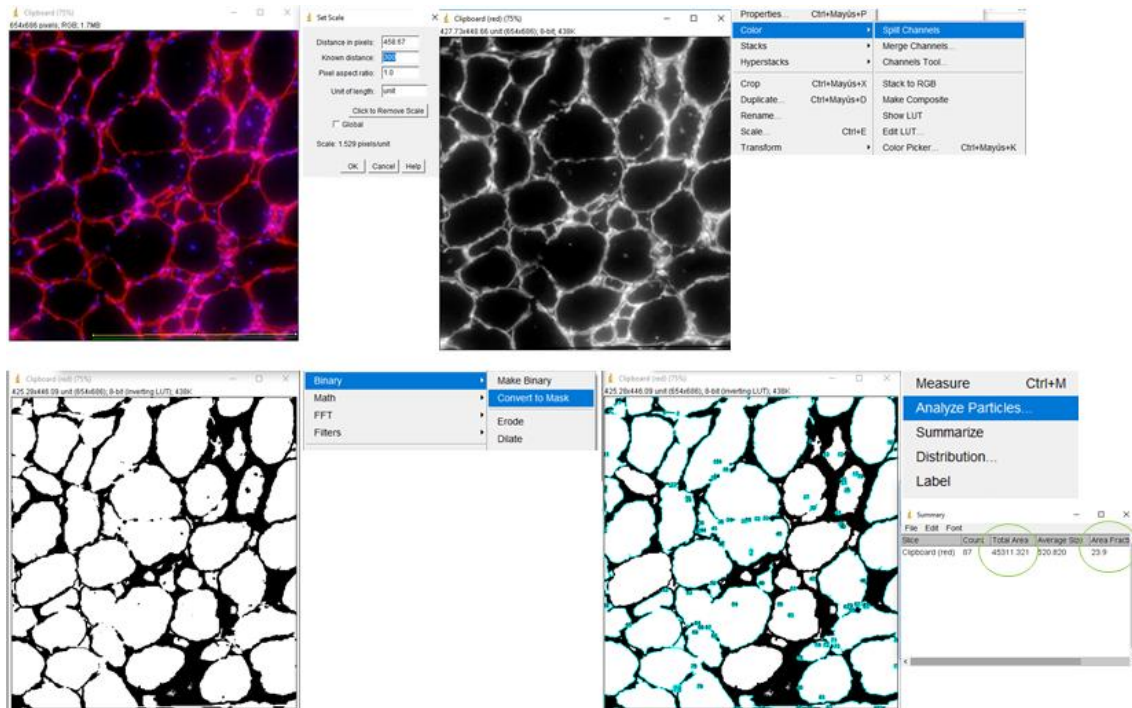 Clipboard (75%)
654x686 pixels; RGB; 1.7MB
Set Scale
Distance in pixels: 458.67
Known distance: 300
Pixel aspect ratio: 1.0
Unit of length: unit
Click to Remove Scale
Global
Scale: 1.529 pixels/unit
OK Cancel Help
Clipboard (red) (75%)
427.73x448.66 unit (654x686); 8-bit; 438K
Properties... Ctrl+Mayús+P
Color
Stacks
Hyperstacks
Crop Ctrl+Mayús+X
Duplicate... Ctrl+Mayús+D
Rename...
Scale... Ctrl+E
Transform
Split Channels
Merge Channels...
Channels Tool...
Stack to RGB
Make Composite
Show LUT
Edit LUT...
Color Picker... Ctrl+Mayús+K
Clipboard (red) (75%)
425.28x446.09 unit (654x686); 8-bit (inverting LUT); 438K
Binary
Math
FFT
Filters
Make Binary
Convert to Mask
Erode
Dilate
Clipboard (red) (75%)
425.28x446.09 unit (654x686); 8-bit (inverting LUT); 438K
Measure Ctrl+M
Analyze Particles...
Summarize
Distribution...
Label
Summary
File Edit Font
Slice Count Total Area Average Size Area Fracti
Clipboard (red) 87 45311.321 520.820 23.9